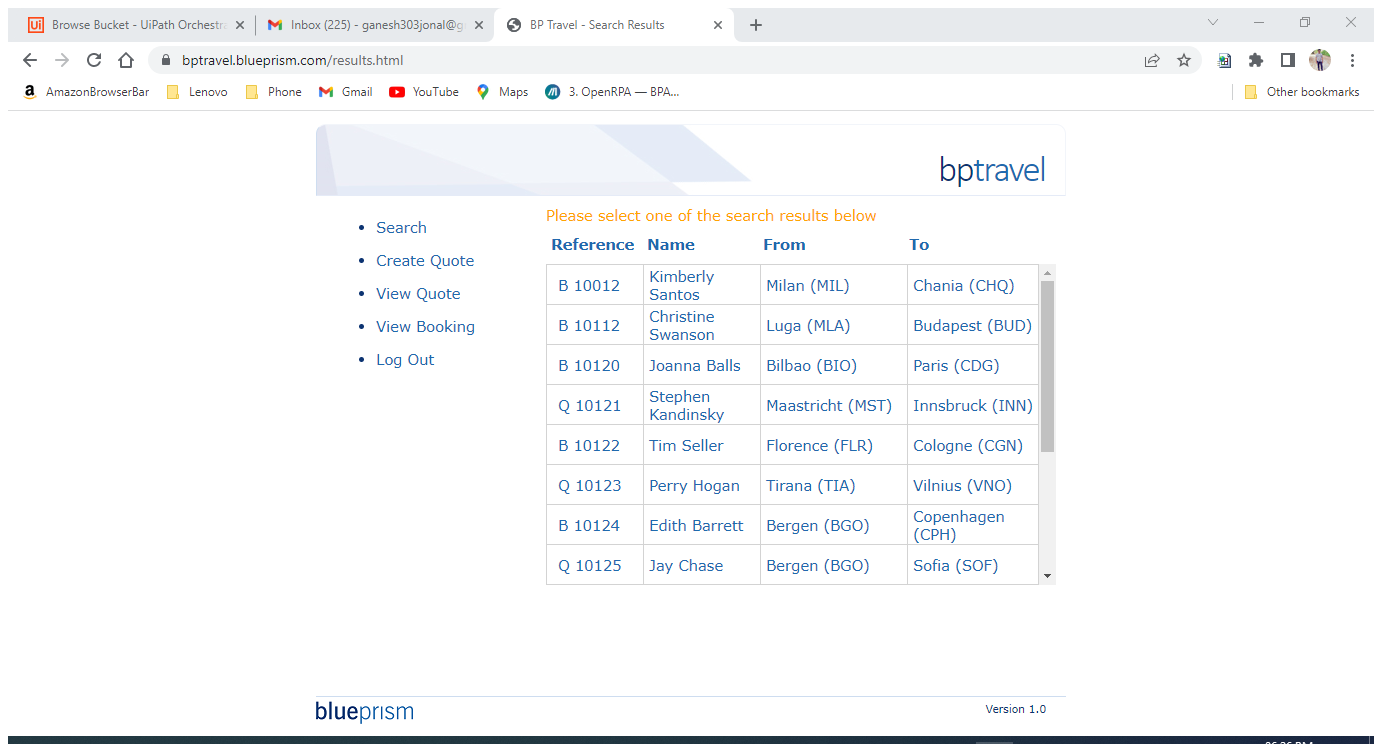 Browse Bucket - UiPath Orchestra
Inbox (225) - ganesh303jonal@g
BP Travel - Search Results
bptravel.blueprism.com/results.html
AmazonBrowserBar Lenovo Phone Gmail YouTube Maps 3. OpenRPA — BPA... Other bookmarks
bptravel
Search
Create Quote
View Quote
View Booking
Log Out
Please select one of the search results below
Reference Name From To
B 10012 Kimberly Santos Milan (MIL) Chania (CHQ)
B 10112 Christine Swanson Luga (MLA) Budapest (BUD)
B 10120 Joanna Balls Bilbao (BIO) Paris (CDG)
Q 10121 Stephen Kandinsky Maastricht (MST) Innsbruck (INN)
B 10122 Tim Seller Florence (FLR) Cologne (CGN)
Q 10123 Perry Hogan Tirana (TIA) Vilnius (VNO)
B 10124 Edith Barrett Bergen (BGO) Copenhagen (CPH)
Q 10125 Jay Chase Bergen (BGO) Sofia (SOF)
blueprism
Version 1.0